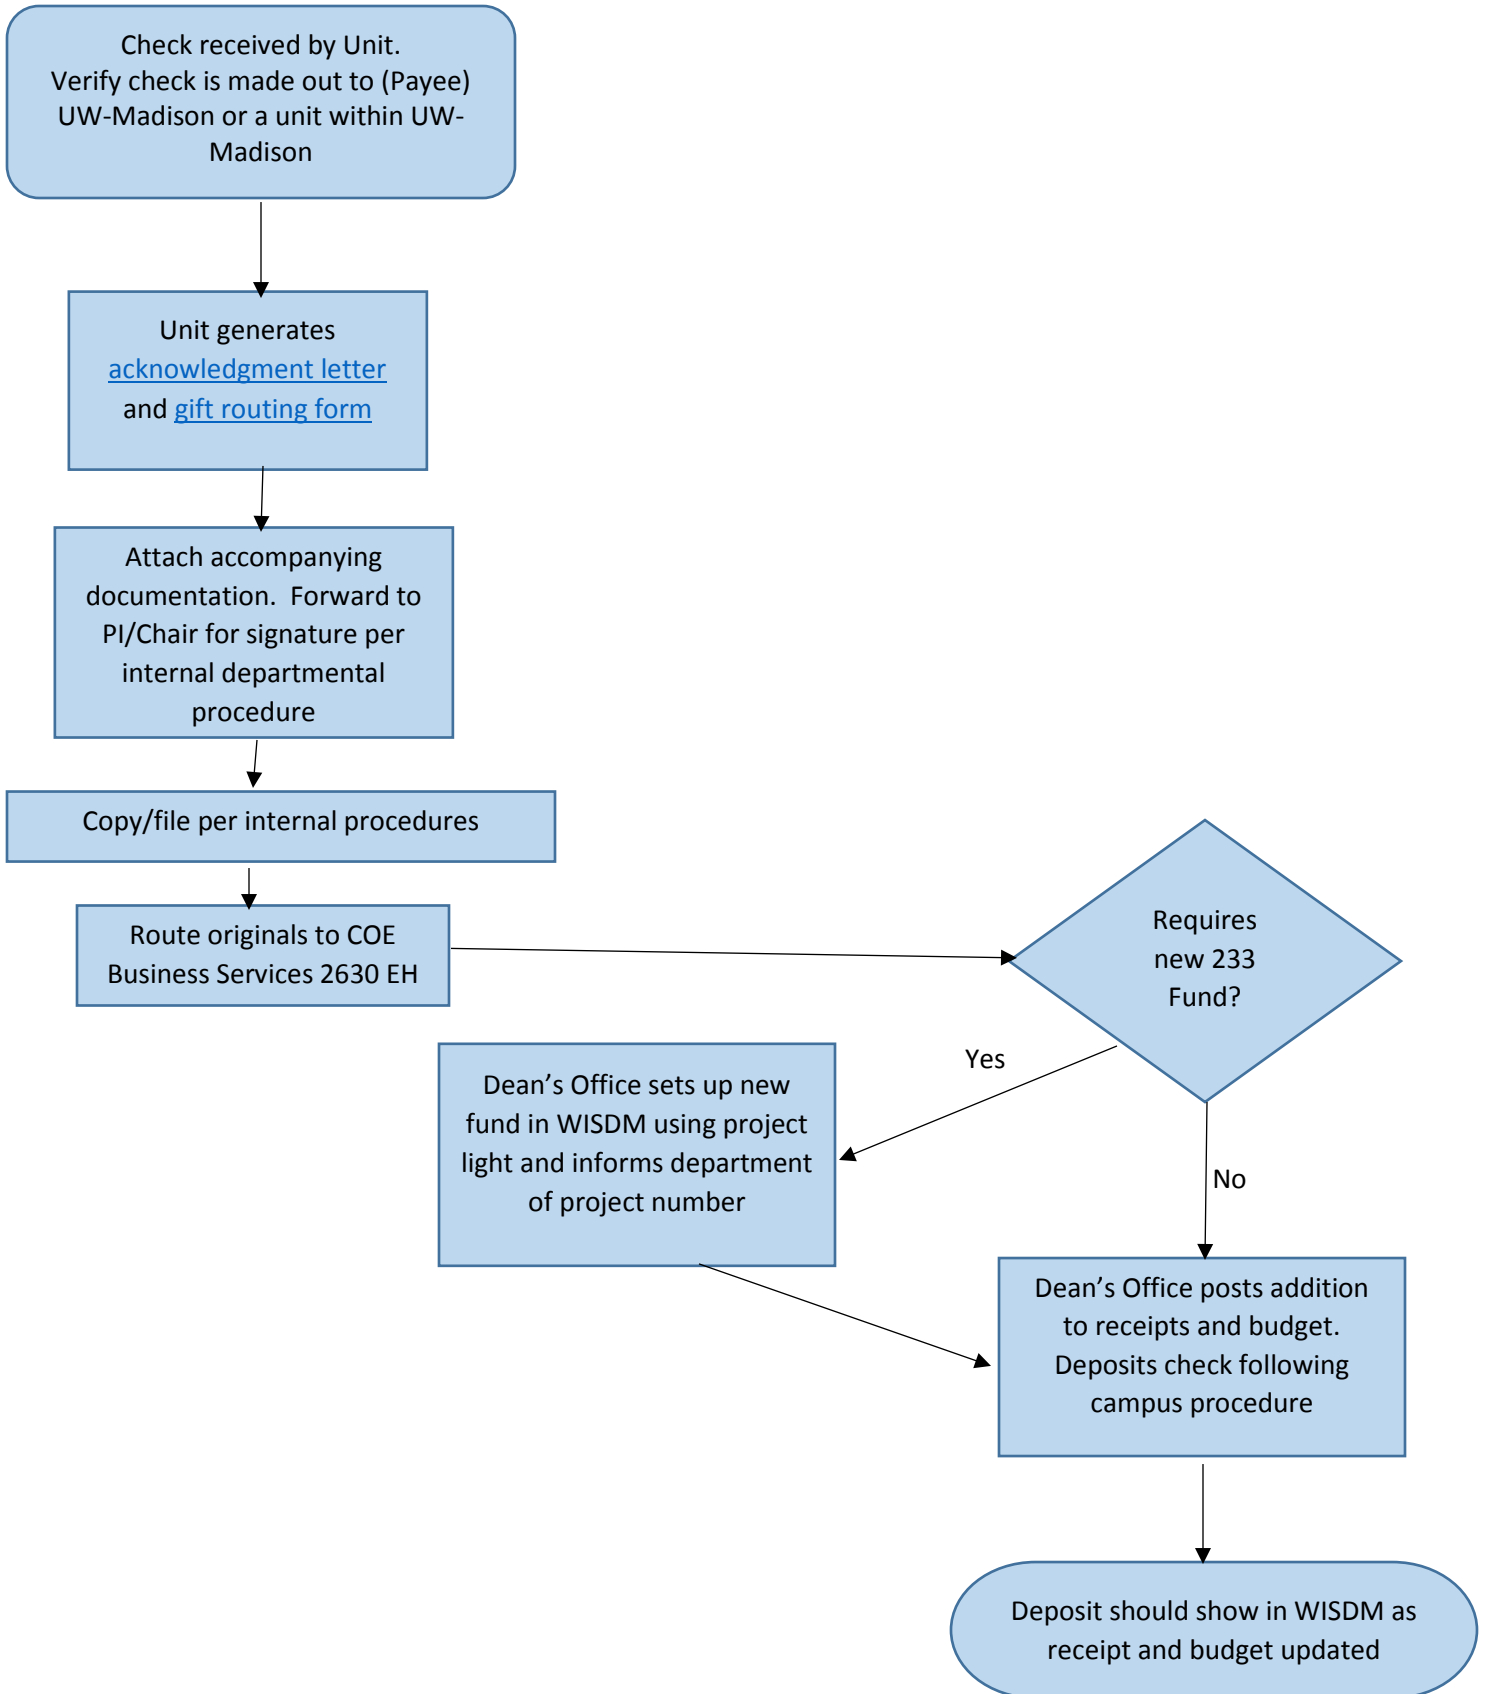 Check received by Unit.
Verify check is made out to (Payee)
UW-Madison or a unit within UW-
Madison
Unit generates
acknowledgment letter
and gift routing form
Attach accompanying
documentation.  Forward to
PI/Chair for signature per
internal departmental
procedure
Copy/file per internal procedures
Route originals to COE
Business Services 2630 EH
Requires
new 233
Fund?
Yes
Dean’s Office sets up new
fund in WISDM using project
light and informs department
of project number
No
Dean’s Office posts addition
to receipts and budget.
Deposits check following
campus procedure
Deposit should show in WISDM as
receipt and budget updated